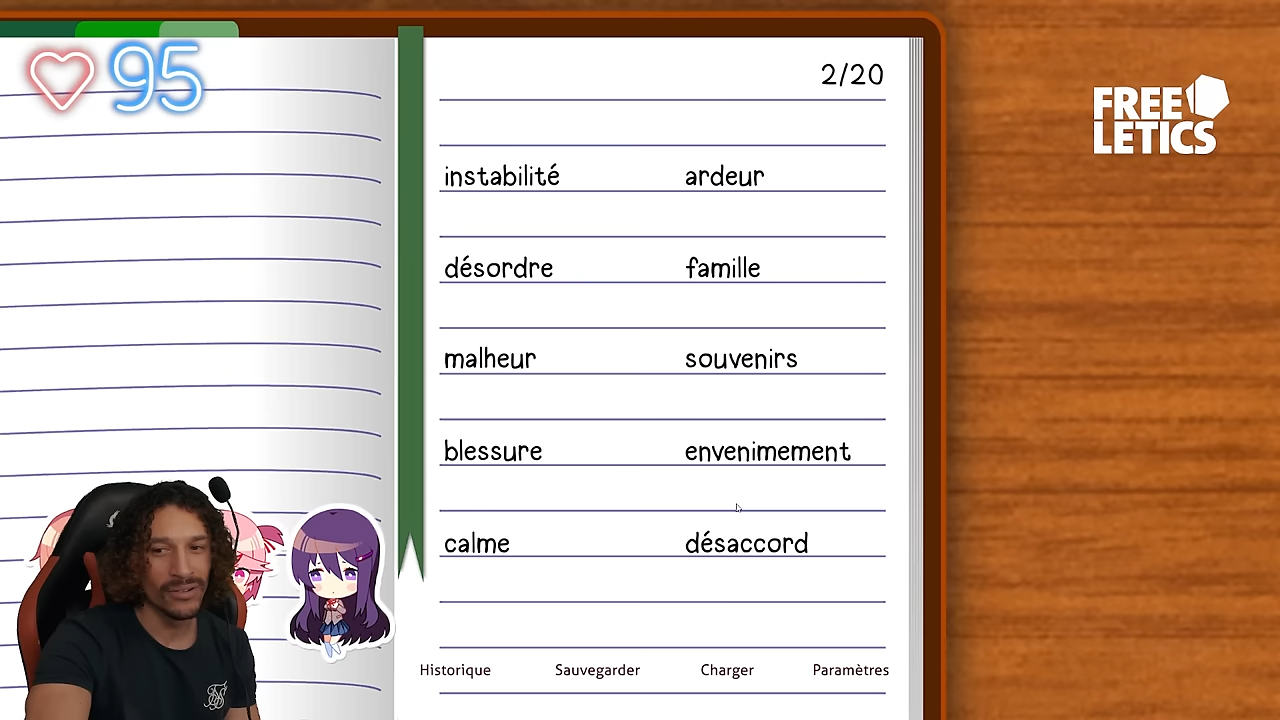 95
2/20
FREE
LETICS
instabilité ardeur
désordre famille
malheur souvenirs
blessure envenimement
calme désaccord
Historique Sauvegarder Charger Paramètres